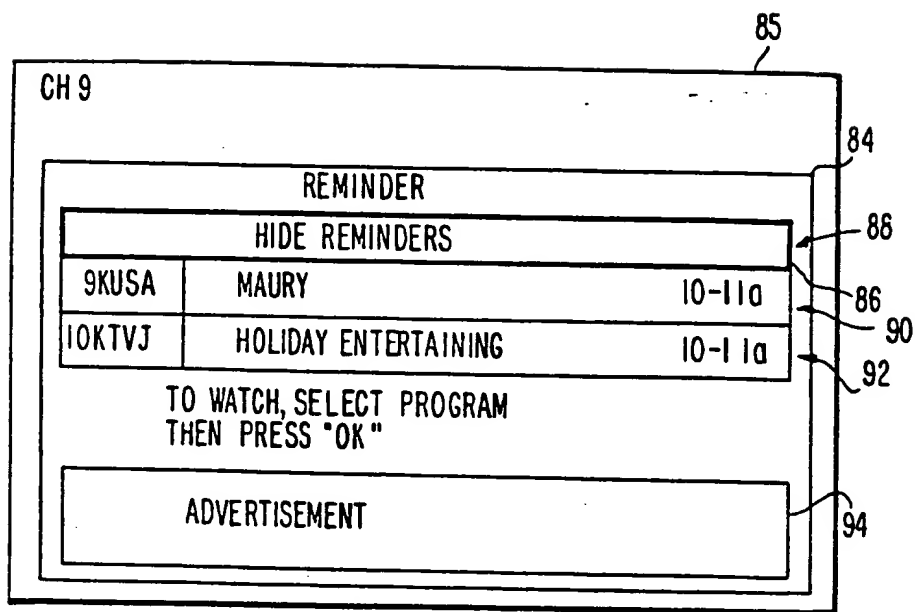 85
CH 9
84
REMINDER
HIDE REMINDERS 88
86
9KUSA MAURY 10-11a
90
10KTVJ HOLIDAY ENTERTAINING 10-11a
92
TO WATCH, SELECT PROGRAM
THEN PRESS "OK"
ADVERTISEMENT
94